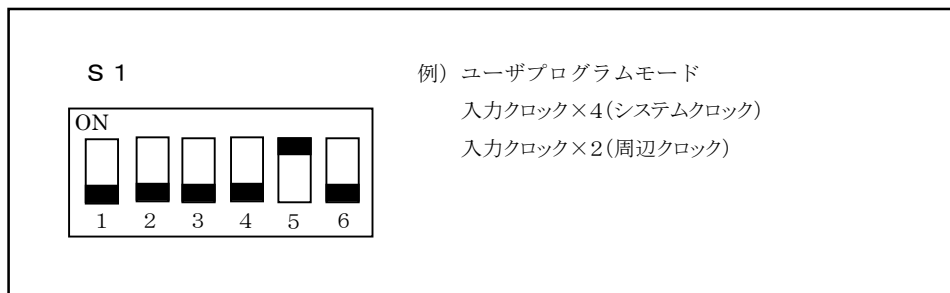 S 1
例) ユーザプログラムモード
入力クロック×4(システムクロック)
入力クロック×2(周辺クロック)
ON
1 2 3 4 5 6